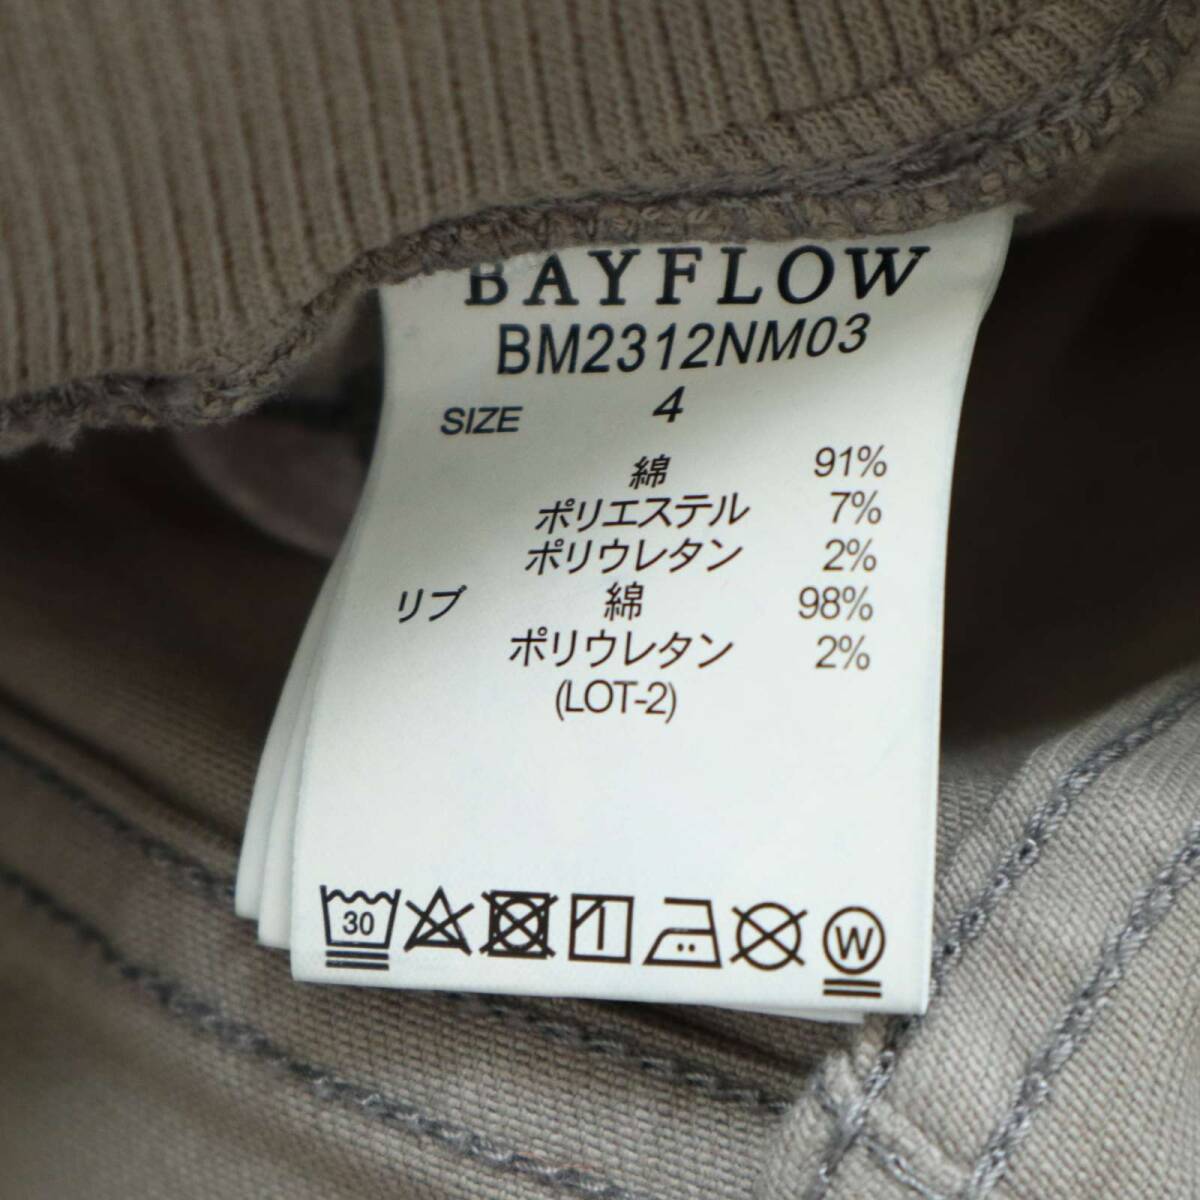 BAYFLOW
BM2312NM03
SIZE 4
綿 91%
ポリエステル 7%
ポリウレタン 2%
リブ 綿 98%
ポリウレタン 2%
(LOT-2)
30 W